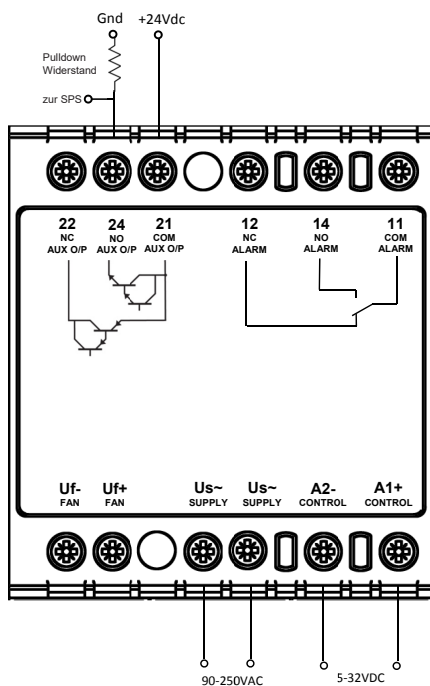 Gnd +24Vdc
Pulldown
Widerstand
zur SPS
22 24 21 12 14 11
NC NO COM NC NO COM
AUX O/P AUX O/P AUX O/P ALARM ALARM ALARM
Uf- Uf+ Us~ Us~ A2- A1+
FAN FAN SUPPLY SUPPLY CONTROL CONTROL
90-250VAC 5-32VDC